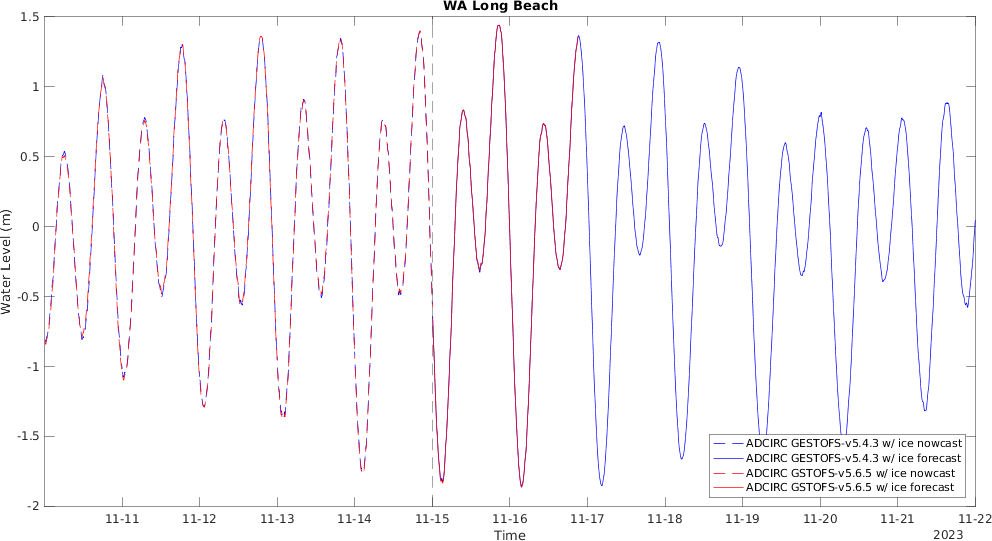 WA Long Beach
1.5
1
0.5
0
-0.5
-1
-1.5
-2
Water Level (m)
ADCIRC GESTOFS-v5.4.3 w/ ice nowcast
ADCIRC GESTOFS-v5.4.3 w/ ice forecast
ADCIRC GSTOFS-v5.6.5 w/ ice nowcast
ADCIRC GSTOFS-v5.6.5 w/ ice forecast
11-11 11-12 11-13 11-14 11-15 11-16 11-17 11-18 11-19 11-20 11-21 11-22
Time
2023